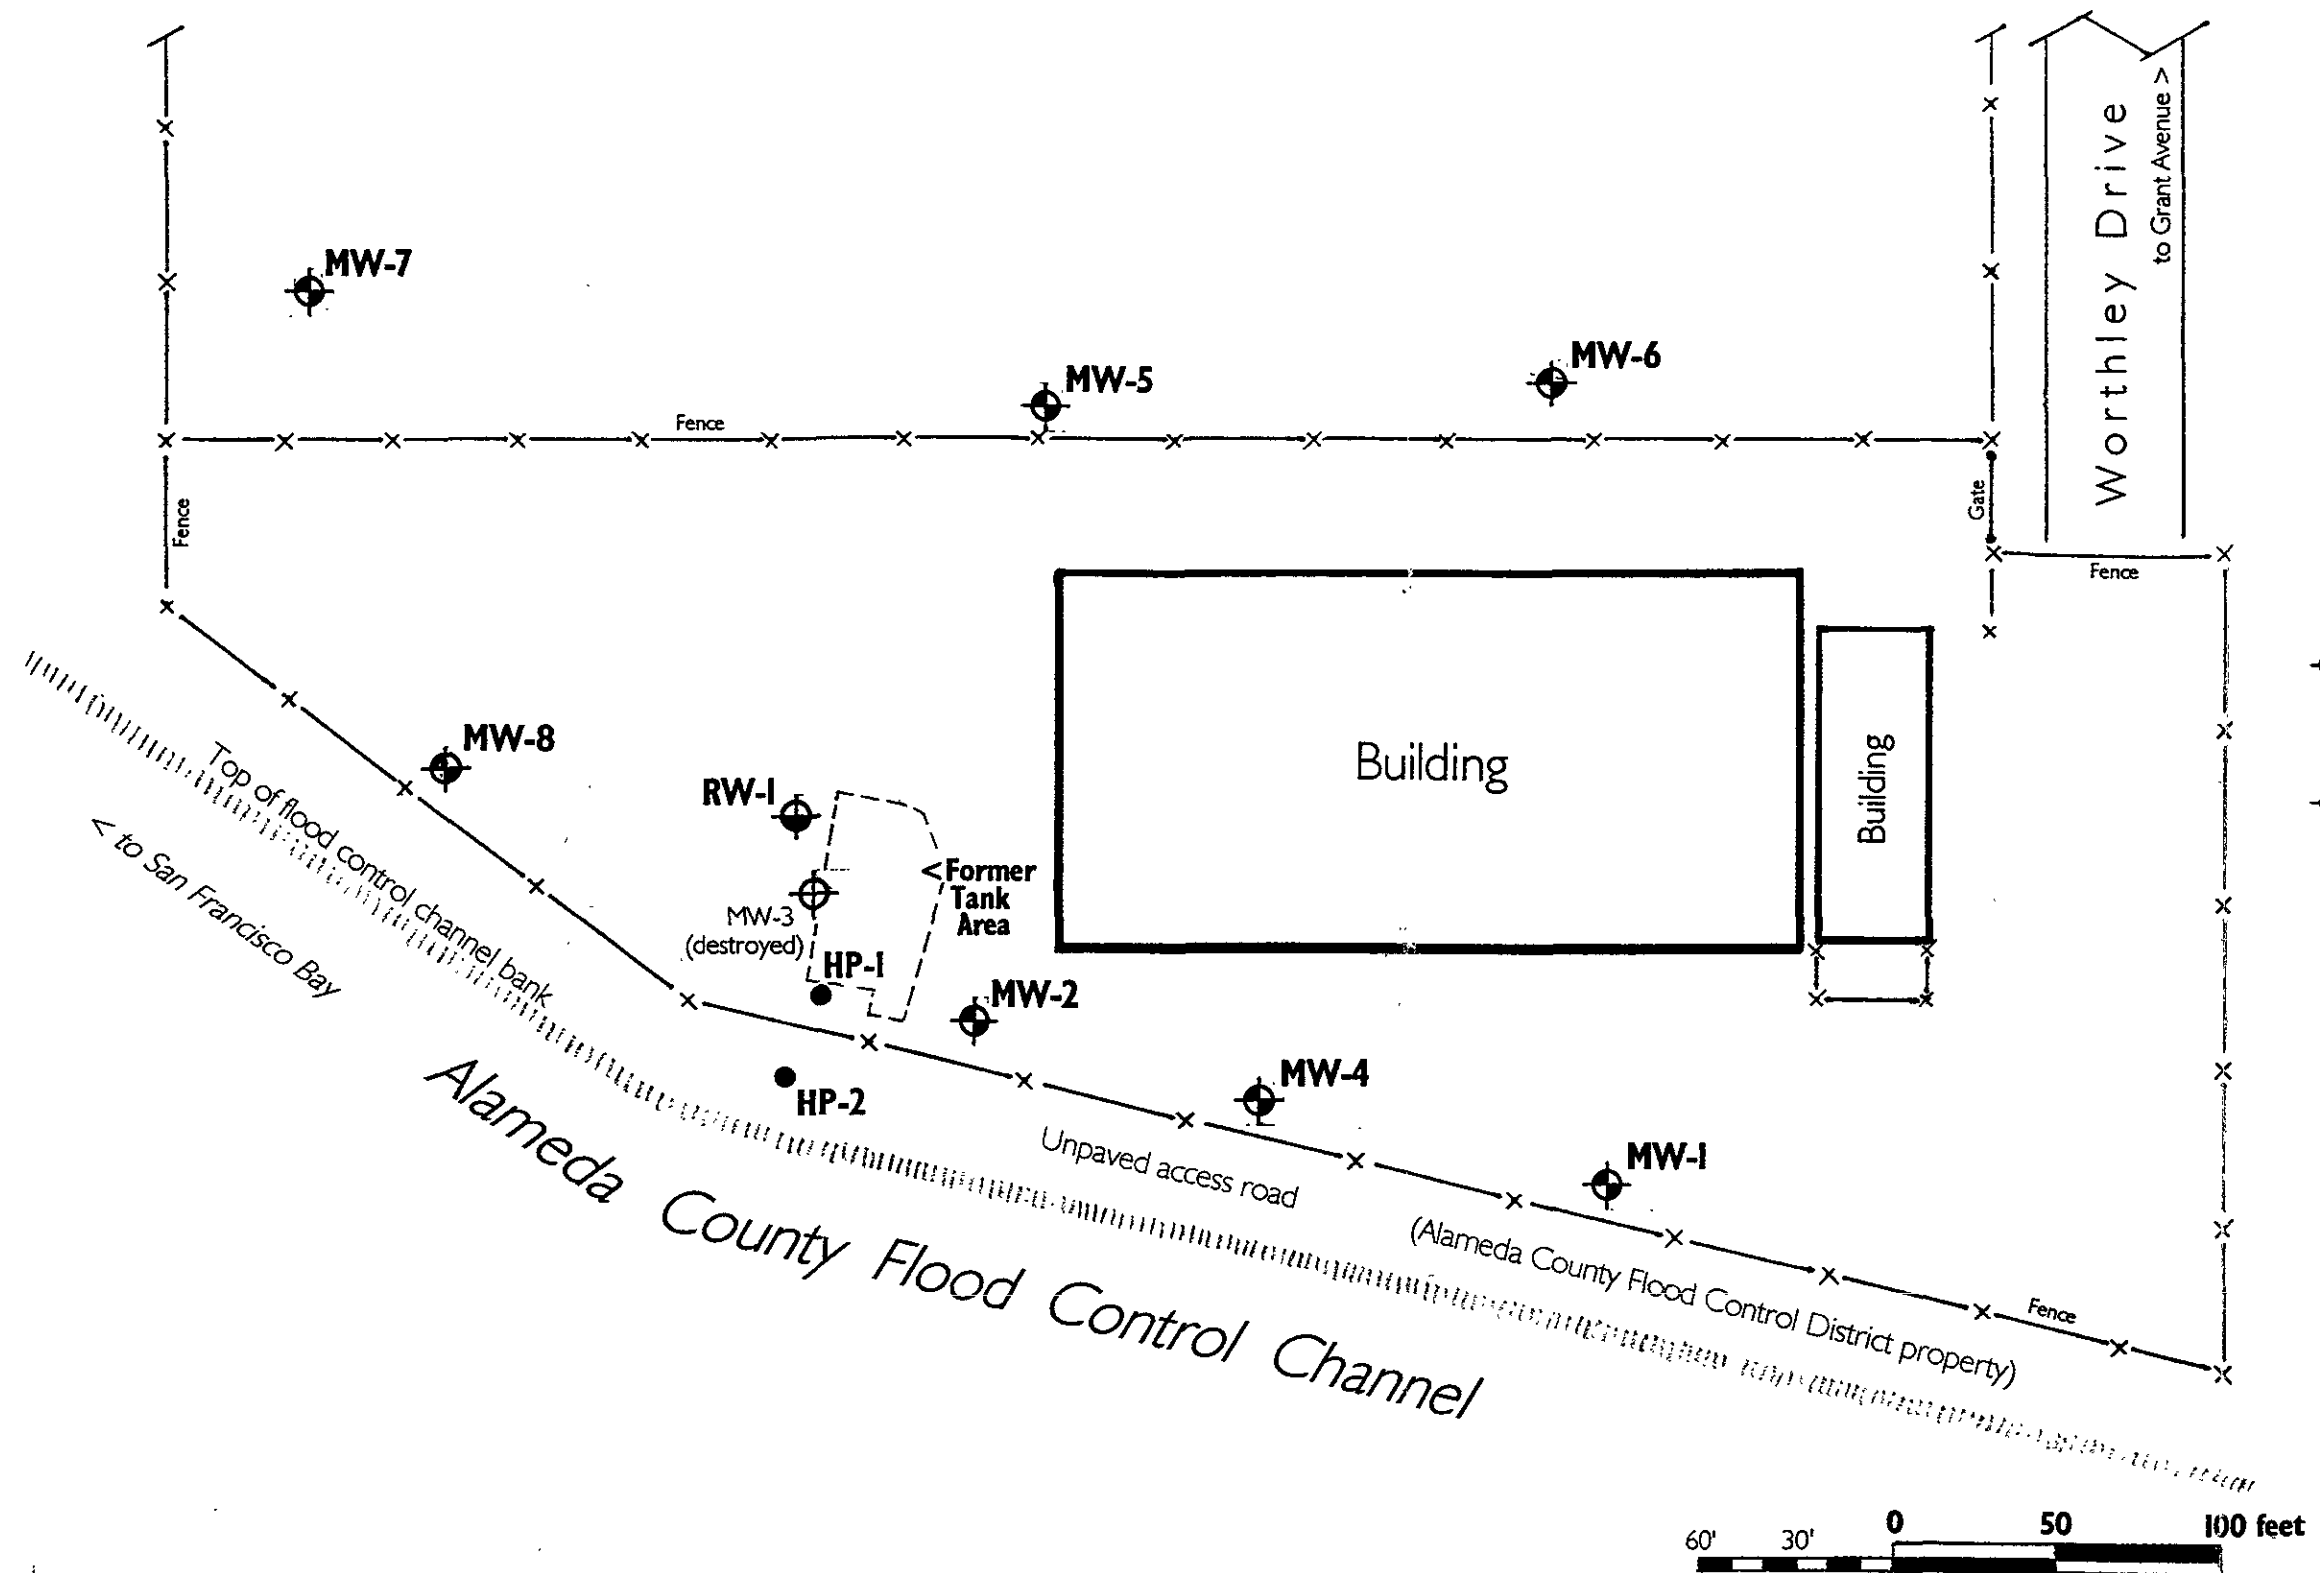 Worthley Drive
to Grant Avenue >
MW-7
MW-5
MW-6
Fence
Fence
Gate
Fence
MW-8
RW-1
Building
Building
Top of flood control channel bank
< to San Francisco Bay
<Former
Tank
Area
MW-3
(destroyed)
HP-1
MW-2
HP-2
MW-4
MW-1
Unpaved access road
(Alameda County Flood Control District property)
Fence
Alameda County Flood Control Channel
60' 30' 0 50 100 feet